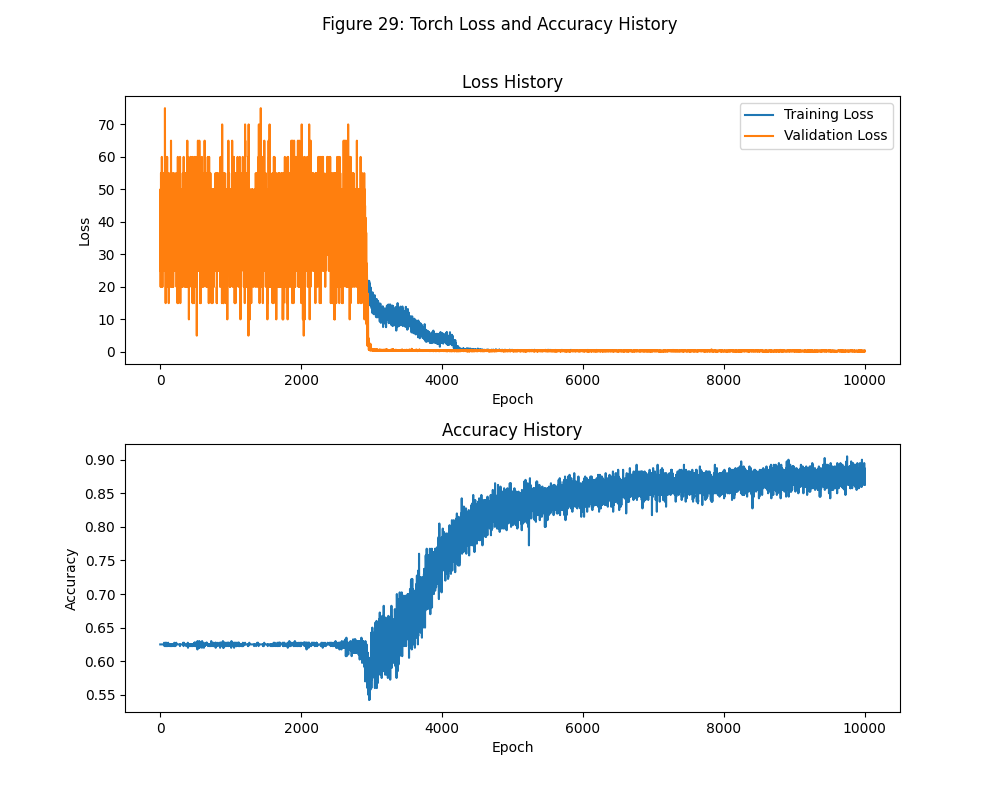 Figure 29: Torch Loss and Accuracy History
Loss History
Training Loss
Validation Loss
70
60
50
40
30
20
10
0
Loss
0 2000 4000 6000 8000 10000
Epoch
Accuracy History
0.90
0.85
0.80
0.75
0.70
0.65
0.60
0.55
Accuracy
0 2000 4000 6000 8000 10000
Epoch